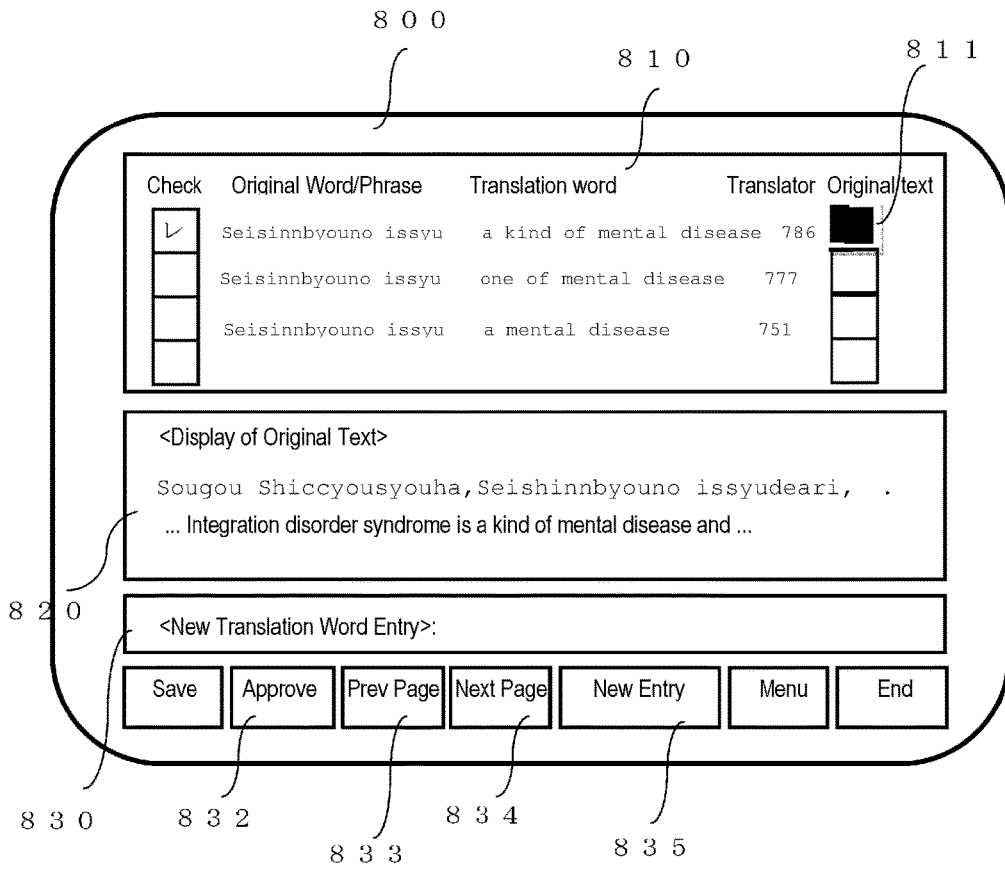 800
810
811
Check Original Word/Phrase Translation word Translator Original text
Seisinnbyouno issyu a kind of mental disease 786
Seisinnbyouno issyu one of mental disease 777
Seisinnbyouno issyu a mental disease 751
<Display of Original Text>
Sougou Shiccyousyouha,Seishinnbyouno issyudeari, .
... Integration disorder syndrome is a kind of mental disease and ...
820
<New Translation Word Entry>:
Save Approve Prev Page Next Page New Entry Menu End
830 832 833 834 835